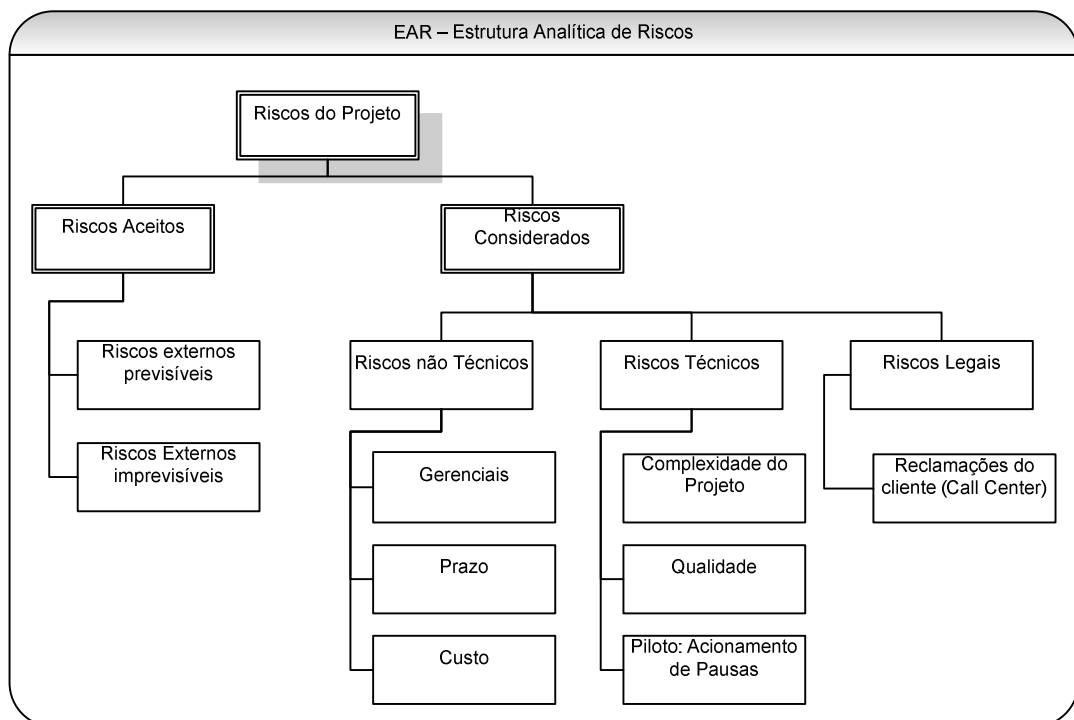 EAR – Estrutura Analítica de Riscos
Riscos do Projeto
Riscos Aceitos
Riscos
Considerados
Riscos externos
previsíveis
Riscos Externos
imprevisíveis
Riscos não Técnicos
Gerenciais
Prazo
Custo
Riscos Técnicos
Complexidade do
Projeto
Qualidade
Piloto: Acionamento
de Pausas
Riscos Legais
Reclamações do
cliente (Call Center)